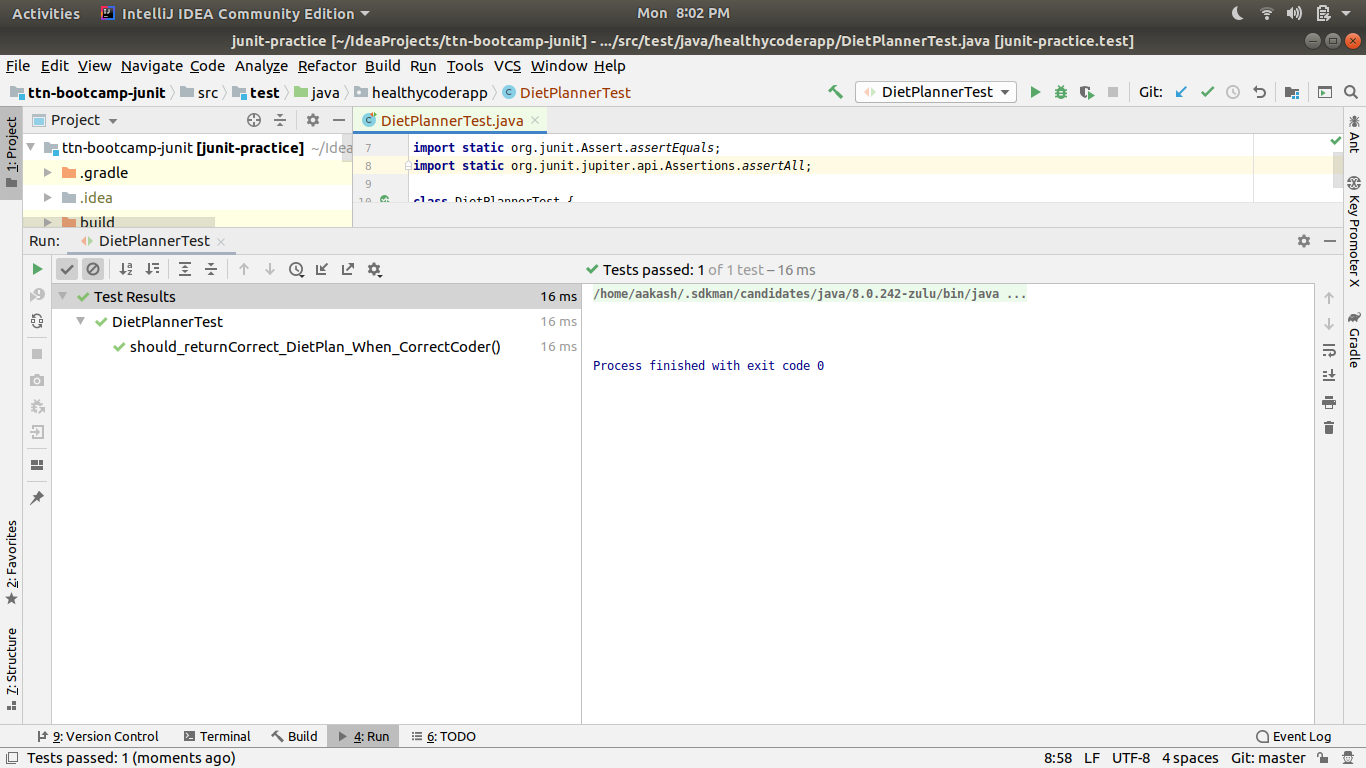 Activities IntelliJ IDEA Community Edition Mon 8:02 PM
junit-practice [~/IdeaProjects/ttn-bootcamp-junit] - .../src/test/java/healthycoderapp/DietPlannerTest.java [junit-practice.test]
File Edit View Navigate Code Analyze Refactor Build Run Tools VCS Window Help
ttn-bootcamp-junit src test java healthycoderapp DietPlannerTest DietPlannerTest Git:
1: Project
Project
DietPlannerTest.java
ttn-bootcamp-junit [junit-practice] ~/Idea
.gradle
.idea
build
7 import static org.junit.Assert.assertEquals;
8 import static org.junit.jupiter.api.Assertions.assertAll;
9
10 class DietPlannerTest {
Ant
Key Promoter X
Gradle
Run: DietPlannerTest
Tests passed: 1 of 1 test – 16 ms
Test Results 16 ms
DietPlannerTest 16 ms
should_returnCorrect_DietPlan_When_CorrectCoder() 16 ms
/home/aakash/.sdkman/candidates/java/8.0.242-zulu/bin/java ...
Process finished with exit code 0
2: Favorites
7: Structure
9: Version Control Terminal Build 4: Run 6: TODO Event Log
Tests passed: 1 (moments ago) 8:58 LF UTF-8 4 spaces Git: master